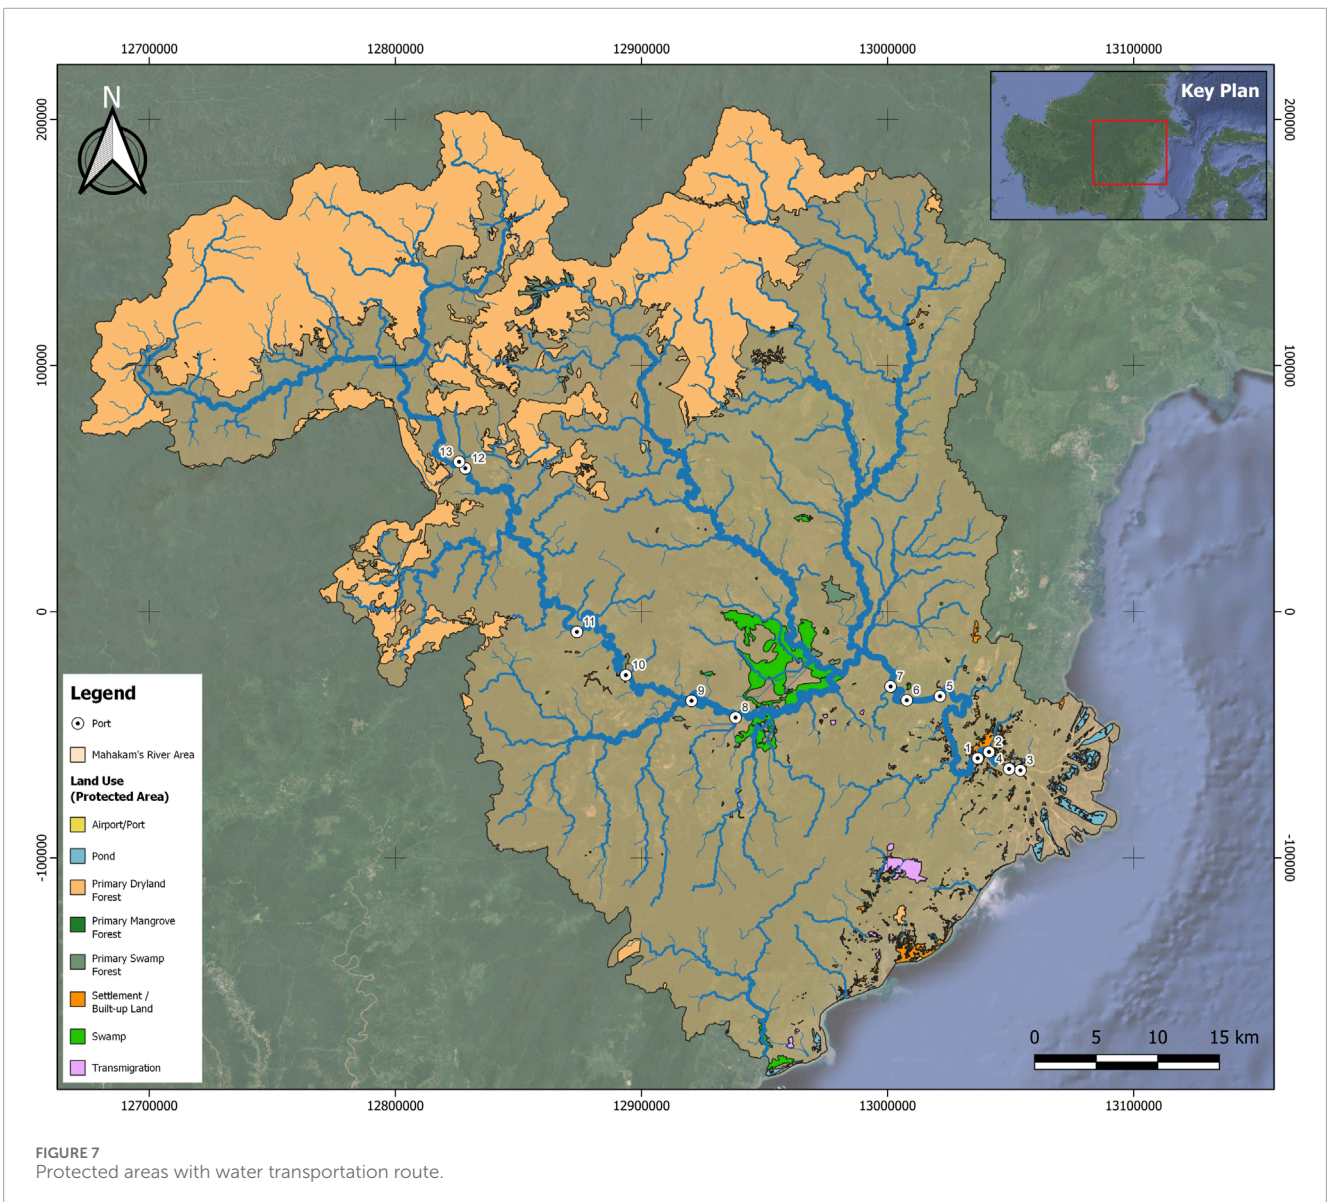 12700000 12800000 12900000 13000000 13100000
N
Key Plan
200000 200000
100000 100000
0 0
-100000 -100000
13 12
11
10
9
8
7
6
5
1 2
4 3
Legend
Port
Mahakam's River Area
Land Use
(Protected Area)
Airport/Port
Pond
Primary Dryland
Forest
Primary Mangrove
Forest
Primary Swamp
Forest
Settlement /
Built-up Land
Swamp
Transmigration
0 5 10 15 km
12700000 12800000 12900000 13000000 13100000
FIGURE 7
Protected areas with water transportation route.